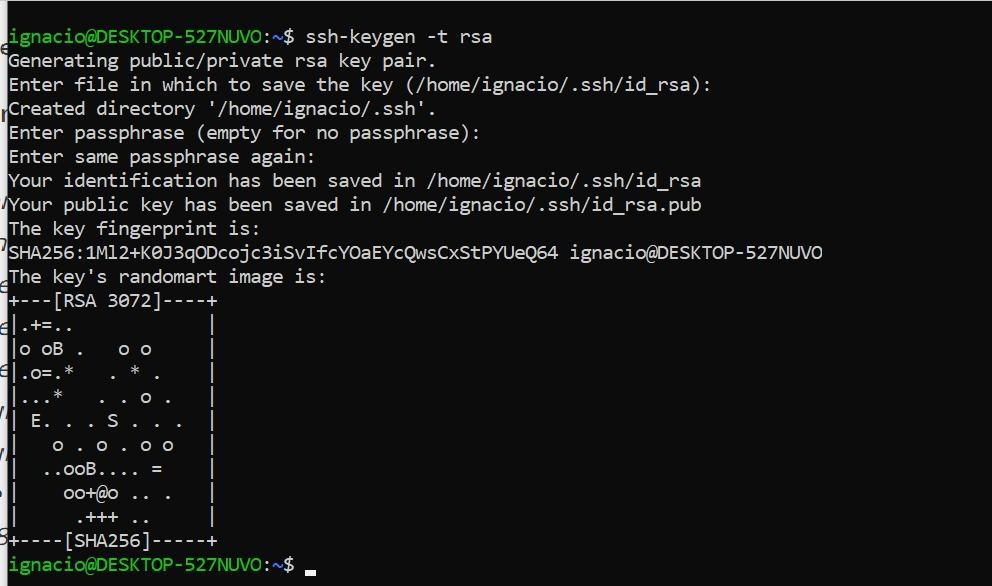 ignacio@DESKTOP-527NUVO:~$ ssh-keygen -t rsa
Generating public/private rsa key pair.
Enter file in which to save the key (/home/ignacio/.ssh/id_rsa):
Created directory '/home/ignacio/.ssh'.
Enter passphrase (empty for no passphrase):
Enter same passphrase again:
Your identification has been saved in /home/ignacio/.ssh/id_rsa
Your public key has been saved in /home/ignacio/.ssh/id_rsa.pub
The key fingerprint is:
SHA256:1Ml2+K0J3qODcojc3iSvIfcYOaEYcQwsCxStPYUeQ64 ignacio@DESKTOP-527NUVO
The key's randomart image is:
+---[RSA 3072]----+
|.+=..            |
|o oB .   o o     |
|.o=.*   . * .    |
|...*   . . o .   |
| E. . . S . . .  |
|   o . o . o o   |
|  ..ooB.... =    |
|    oo+@o .. .   |
|     .+++ ..     |
+----[SHA256]-----+
ignacio@DESKTOP-527NUVO:~$